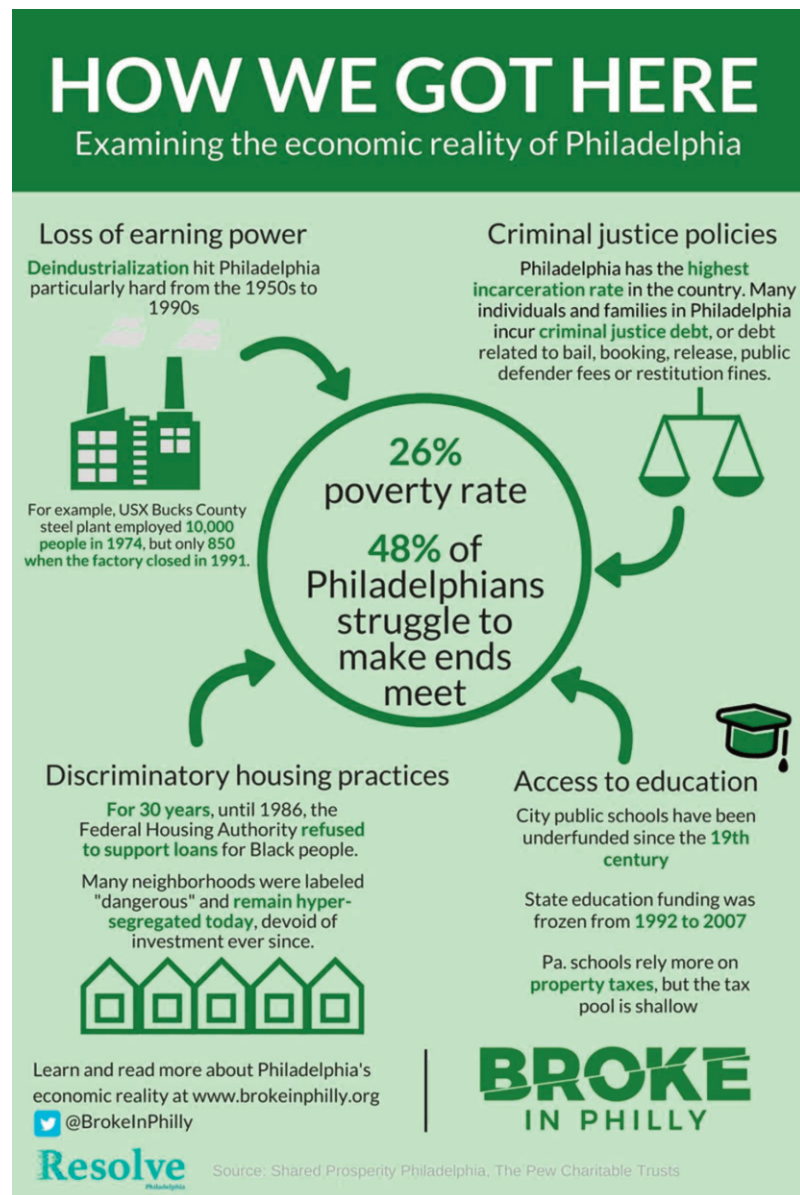 HOW WE GOT HERE
Examining the economic reality of Philadelphia
Loss of earning power
Deindustrialization hit Philadelphia
particularly hard from the 1950s to
1990s
For example, USX Bucks County
steel plant employed 10,000
people in 1974, but only 850
when the factory closed in 1991.
Criminal justice policies
Philadelphia has the highest
incarceration rate in the country. Many
individuals and families in Philadelphia
incur criminal justice debt, or debt
related to bail, booking, release, public
defender fees or restitution fines.
26%
poverty rate
48% of
Philadelphians
struggle to
make ends
meet
Discriminatory housing practices
For 30 years, until 1986, the
Federal Housing Authority refused
to support loans for Black people.
Many neighborhoods were labeled
"dangerous" and remain hyper-
segregated today, devoid of
investment ever since.
Access to education
City public schools have been
underfunded since the 19th
century
State education funding was
frozen from 1992 to 2007
Pa. schools rely more on
property taxes, but the tax
pool is shallow
Learn and read more about Philadelphia's
economic reality at www.brokeinphilly.org
@BrokeInPhilly
BROKE
IN PHILLY
Resolve
Philadelphia
Source: Shared Prosperity Philadelphia, The Pew Charitable Trusts